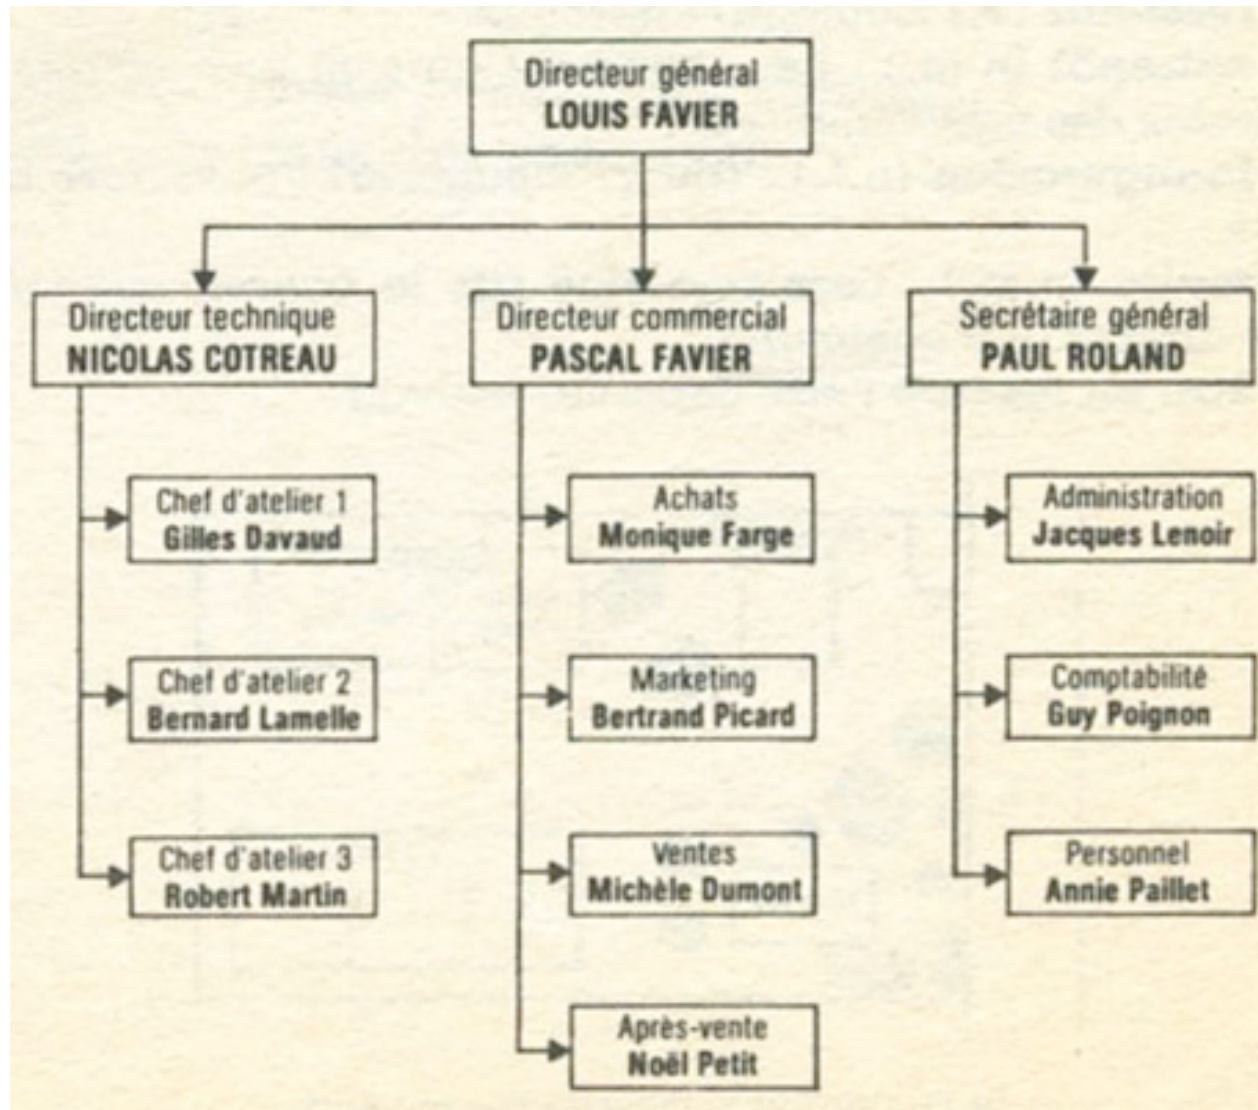 Directeur général
LOUIS FAVIER
Directeur technique
NICOLAS COTREAU
Directeur commercial
PASCAL FAVIER
Secrétaire général
PAUL ROLAND
Chef d'atelier 1
Gilles Davaud
Achats
Monique Farge
Administration
Jacques Lenoir
Chef d'atelier 2
Bernard Lamelle
Marketing
Bertrand Picard
Comptabilité
Guy Poignon
Chef d'atelier 3
Robert Martin
Ventes
Michèle Dumont
Personnel
Annie Paillet
Après-vente
Noël Petit